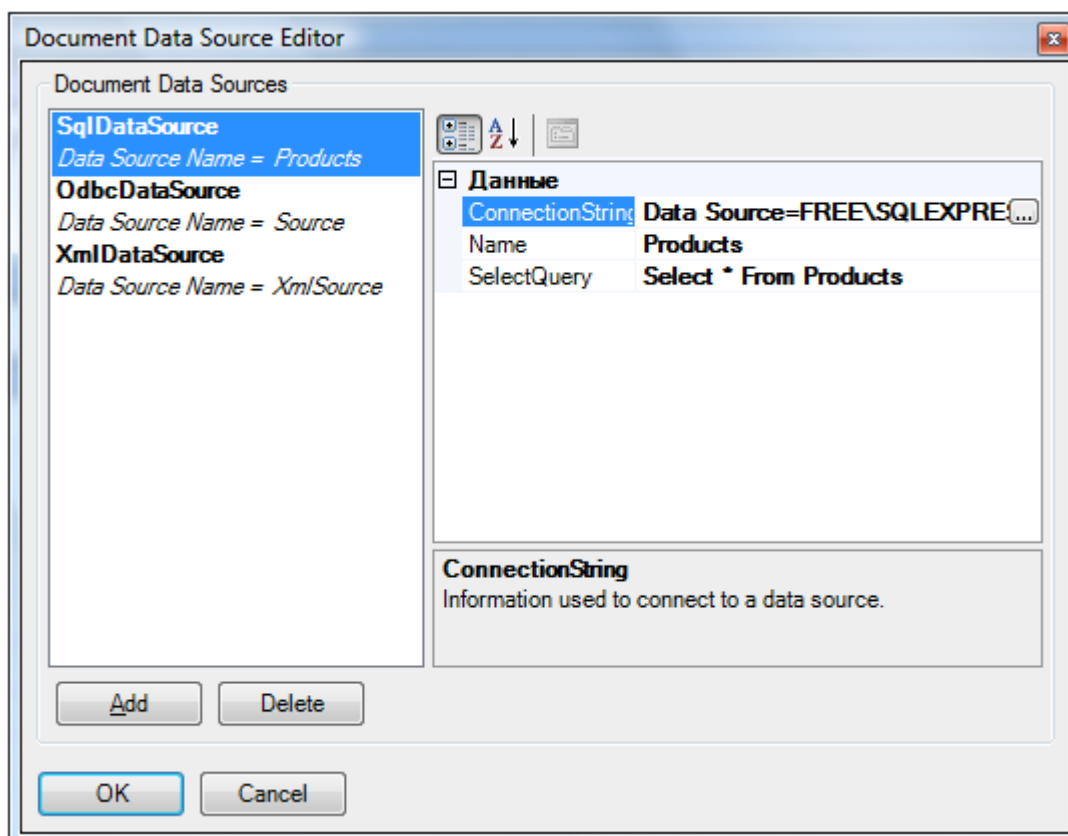 Document Data Source Editor
Document Data Sources
SqlDataSource
Data Source Name = Products
OdbcDataSource
Data Source Name = Source
XmlDataSource
Data Source Name = XmlSource
Данные
ConnectionString Data Source=FREE\SQLEXPRES ...
Name Products
SelectQuery Select * From Products
ConnectionString
Information used to connect to a data source.
Add Delete
OK Cancel